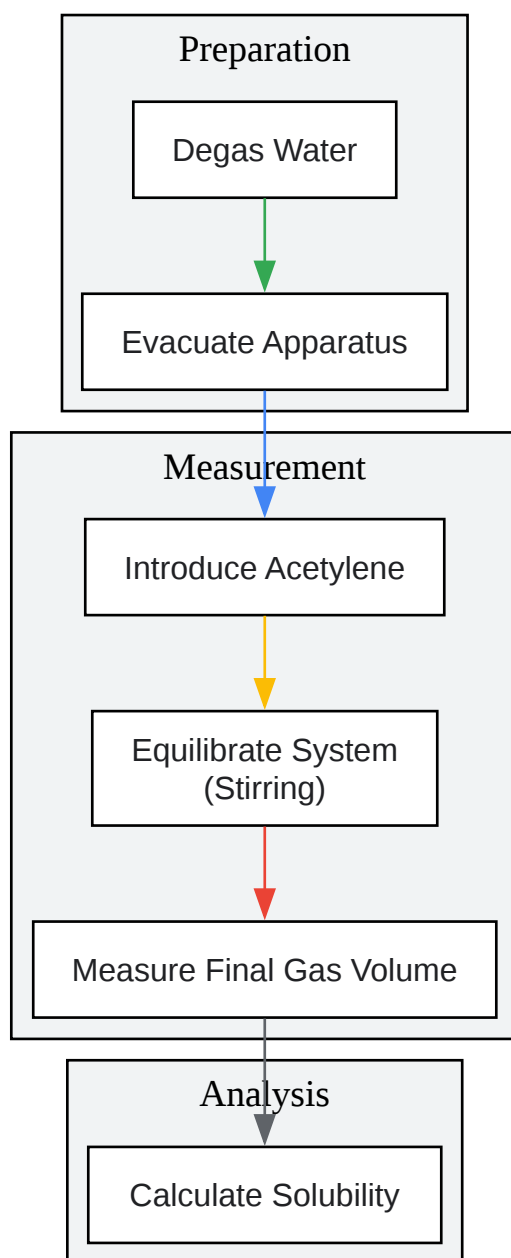 Preparation
Degas Water
Evacuate Apparatus
Measurement
Introduce Acetylene
Equilibrate System
(Stirring)
Measure Final Gas Volume
Analysis
Calculate Solubility